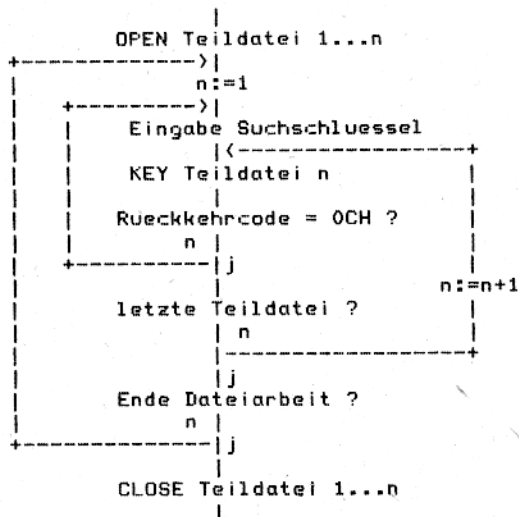 OPEN Teildatei 1...n
n:=1
Eingabe Suchschluessel
KEY Teildatei n
Rueckkehrcode = 0CH ?
n
j
n:=n+1
letzte Teildatei ?
n
j
Ende Dateiarbeit ?
n
j
CLOSE Teildatei 1...n